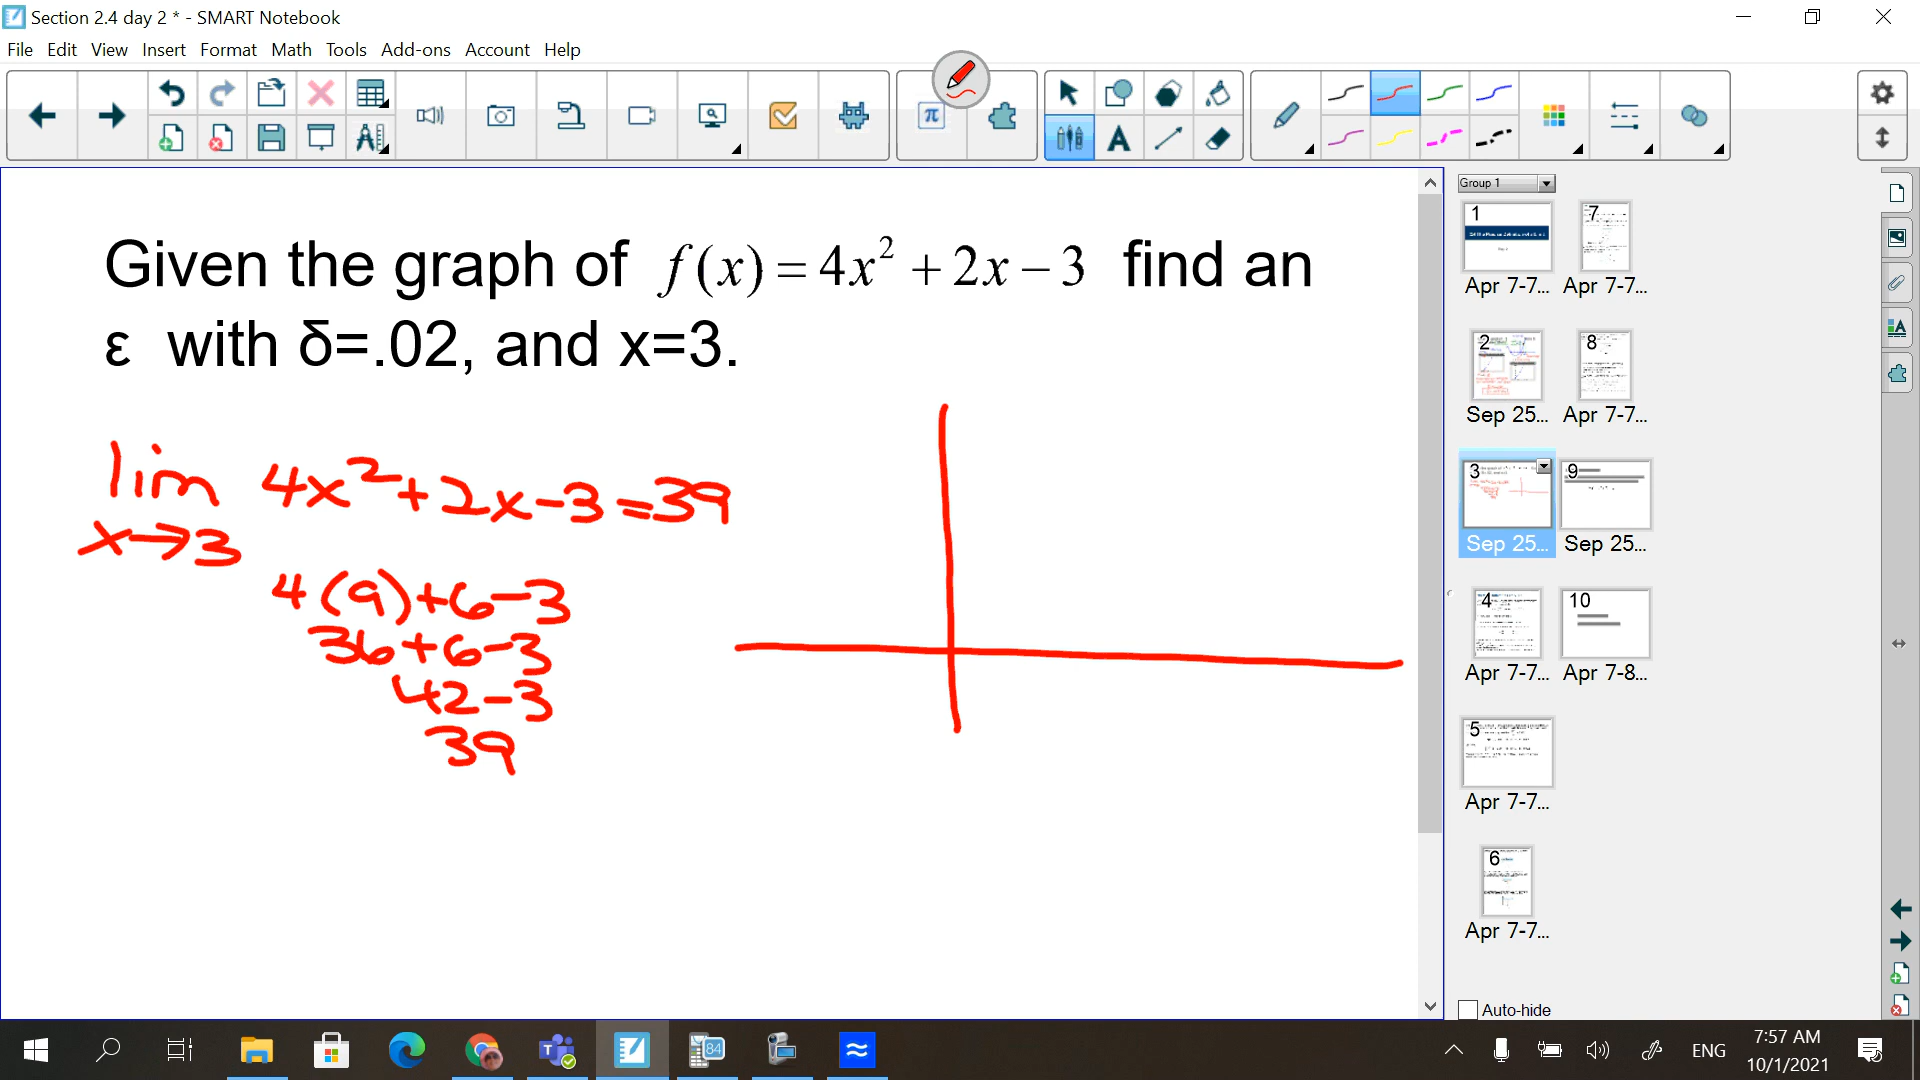 Section 2.4 day 2 * - SMART Notebook
File Edit View Insert Format Math Tools Add-ons Account Help
Group 1
Given the graph of f(x) = 4x² + 2x − 3 find an
ε with δ=.02, and x=3.
lim 4x²+2x-3=39
x→3
4(9)+6-3
36+6-3
42-3
39
1
Apr 7-7...
7
Apr 7-7...
2
Sep 25...
8
Apr 7-7...
3
Sep 25...
9
Sep 25...
4
Apr 7-7...
10
Apr 7-8...
5
Apr 7-7...
6
Apr 7-7...
Auto-hide
84
ENG
7:57 AM
10/1/2021